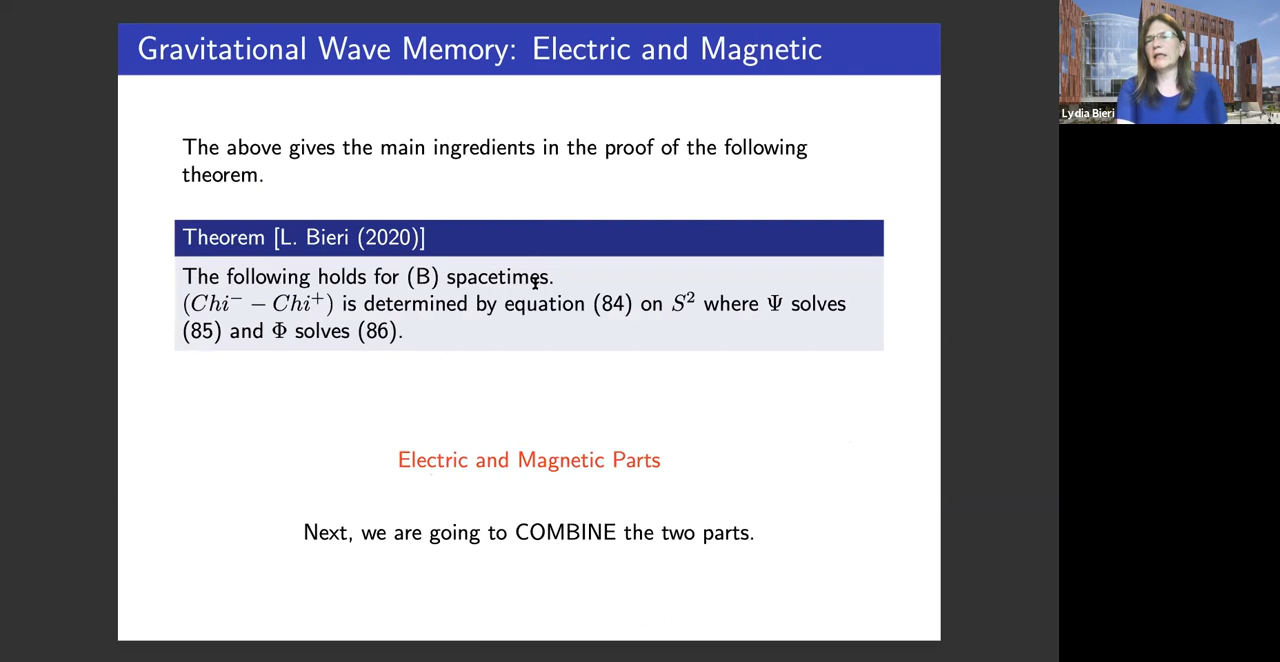 Gravitational Wave Memory: Electric and Magnetic
Lydia Bieri
The above gives the main ingredients in the proof of the following
theorem.
Theorem [L. Bieri (2020)]
The following holds for (B) spacetimes.
(Chi⁻ − Chi⁺) is determined by equation (84) on S² where Ψ solves
(85) and Φ solves (86).
Electric and Magnetic Parts
Next, we are going to COMBINE the two parts.